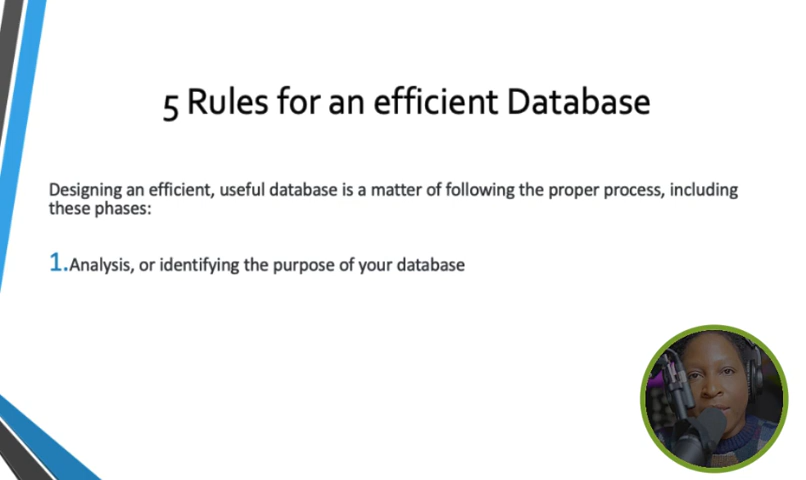 5 Rules for an efficient Database
Designing an efficient, useful database is a matter of following the proper process, including
these phases:
1.Analysis, or identifying the purpose of your database